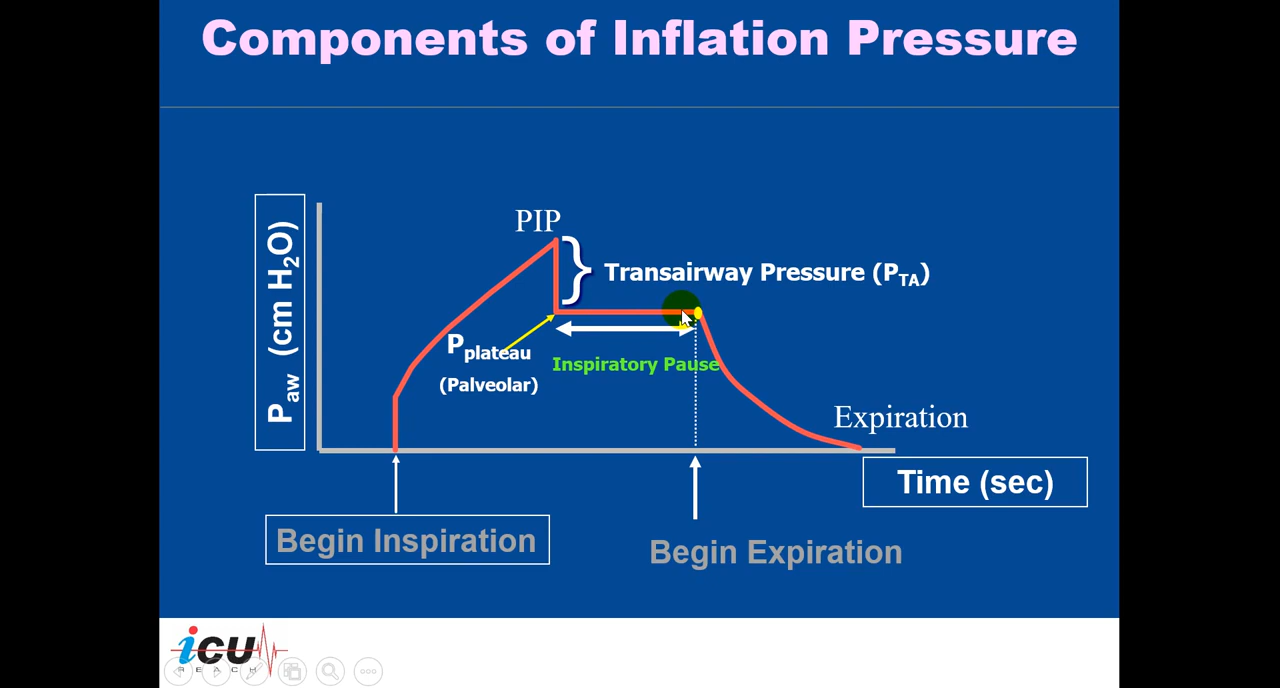 Components of Inflation Pressure
Paw (cm H2O)
PIP
} Transairway Pressure (PTA)
Pplateau
(Palveolar)
Inspiratory Pause
Expiration
Time (sec)
Begin Inspiration
Begin Expiration
icu
REACH